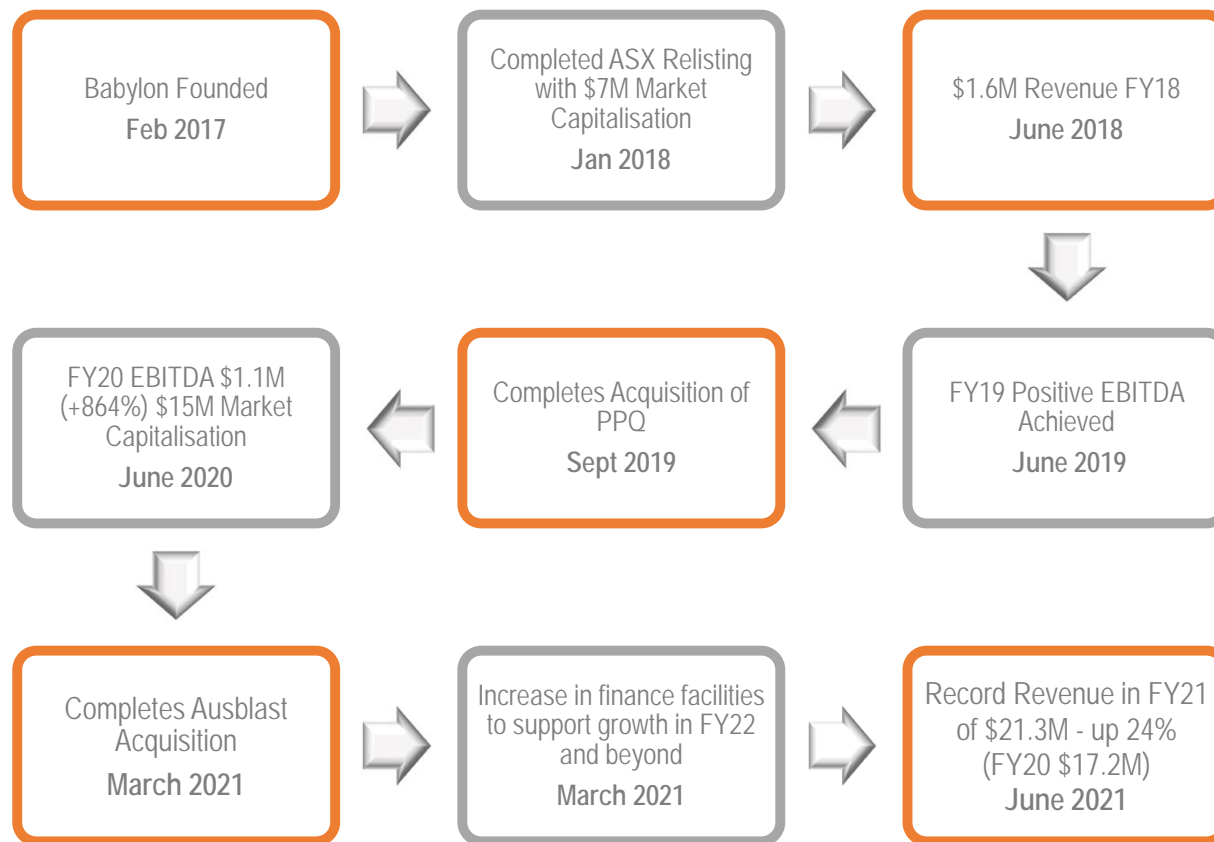 Babylon Founded
Feb 2017
Completed ASX Relisting
with $7M Market
Capitalisation
Jan 2018
$1.6M Revenue FY18
June 2018
FY19 Positive EBITDA
Achieved
June 2019
Completes Acquisition of
PPQ
Sept 2019
FY20 EBITDA $1.1M
(+864%) $15M Market
Capitalisation
June 2020
Completes Ausblast
Acquisition
March 2021
Increase in finance facilities
to support growth in FY22
and beyond
March 2021
Record Revenue in FY21
of $21.3M - up 24%
(FY20 $17.2M)
June 2021